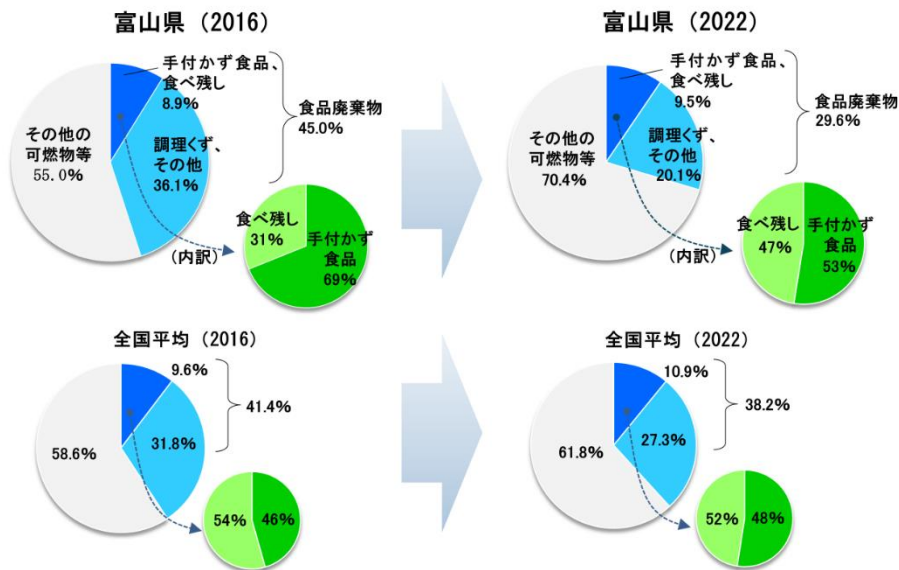 富山県（2016）
手付かず食品、
食べ残し
8.9%
食品廃棄物
45.0%
その他の
可燃物等
55.0%
調理くず、
その他
36.1%
食べ残し
31%
手付かず
食品
69%
（内訳）
富山県（2022）
手付かず食品、
食べ残し
9.5%
食品廃棄物
29.6%
その他の
可燃物等
70.4%
調理くず、
その他
20.1%
食べ残し
47%
手付かず
食品
53%
（内訳）
全国平均（2016）
9.6%
41.4%
58.6%
31.8%
54%
46%
全国平均（2022）
10.9%
38.2%
61.8%
27.3%
52%
48%